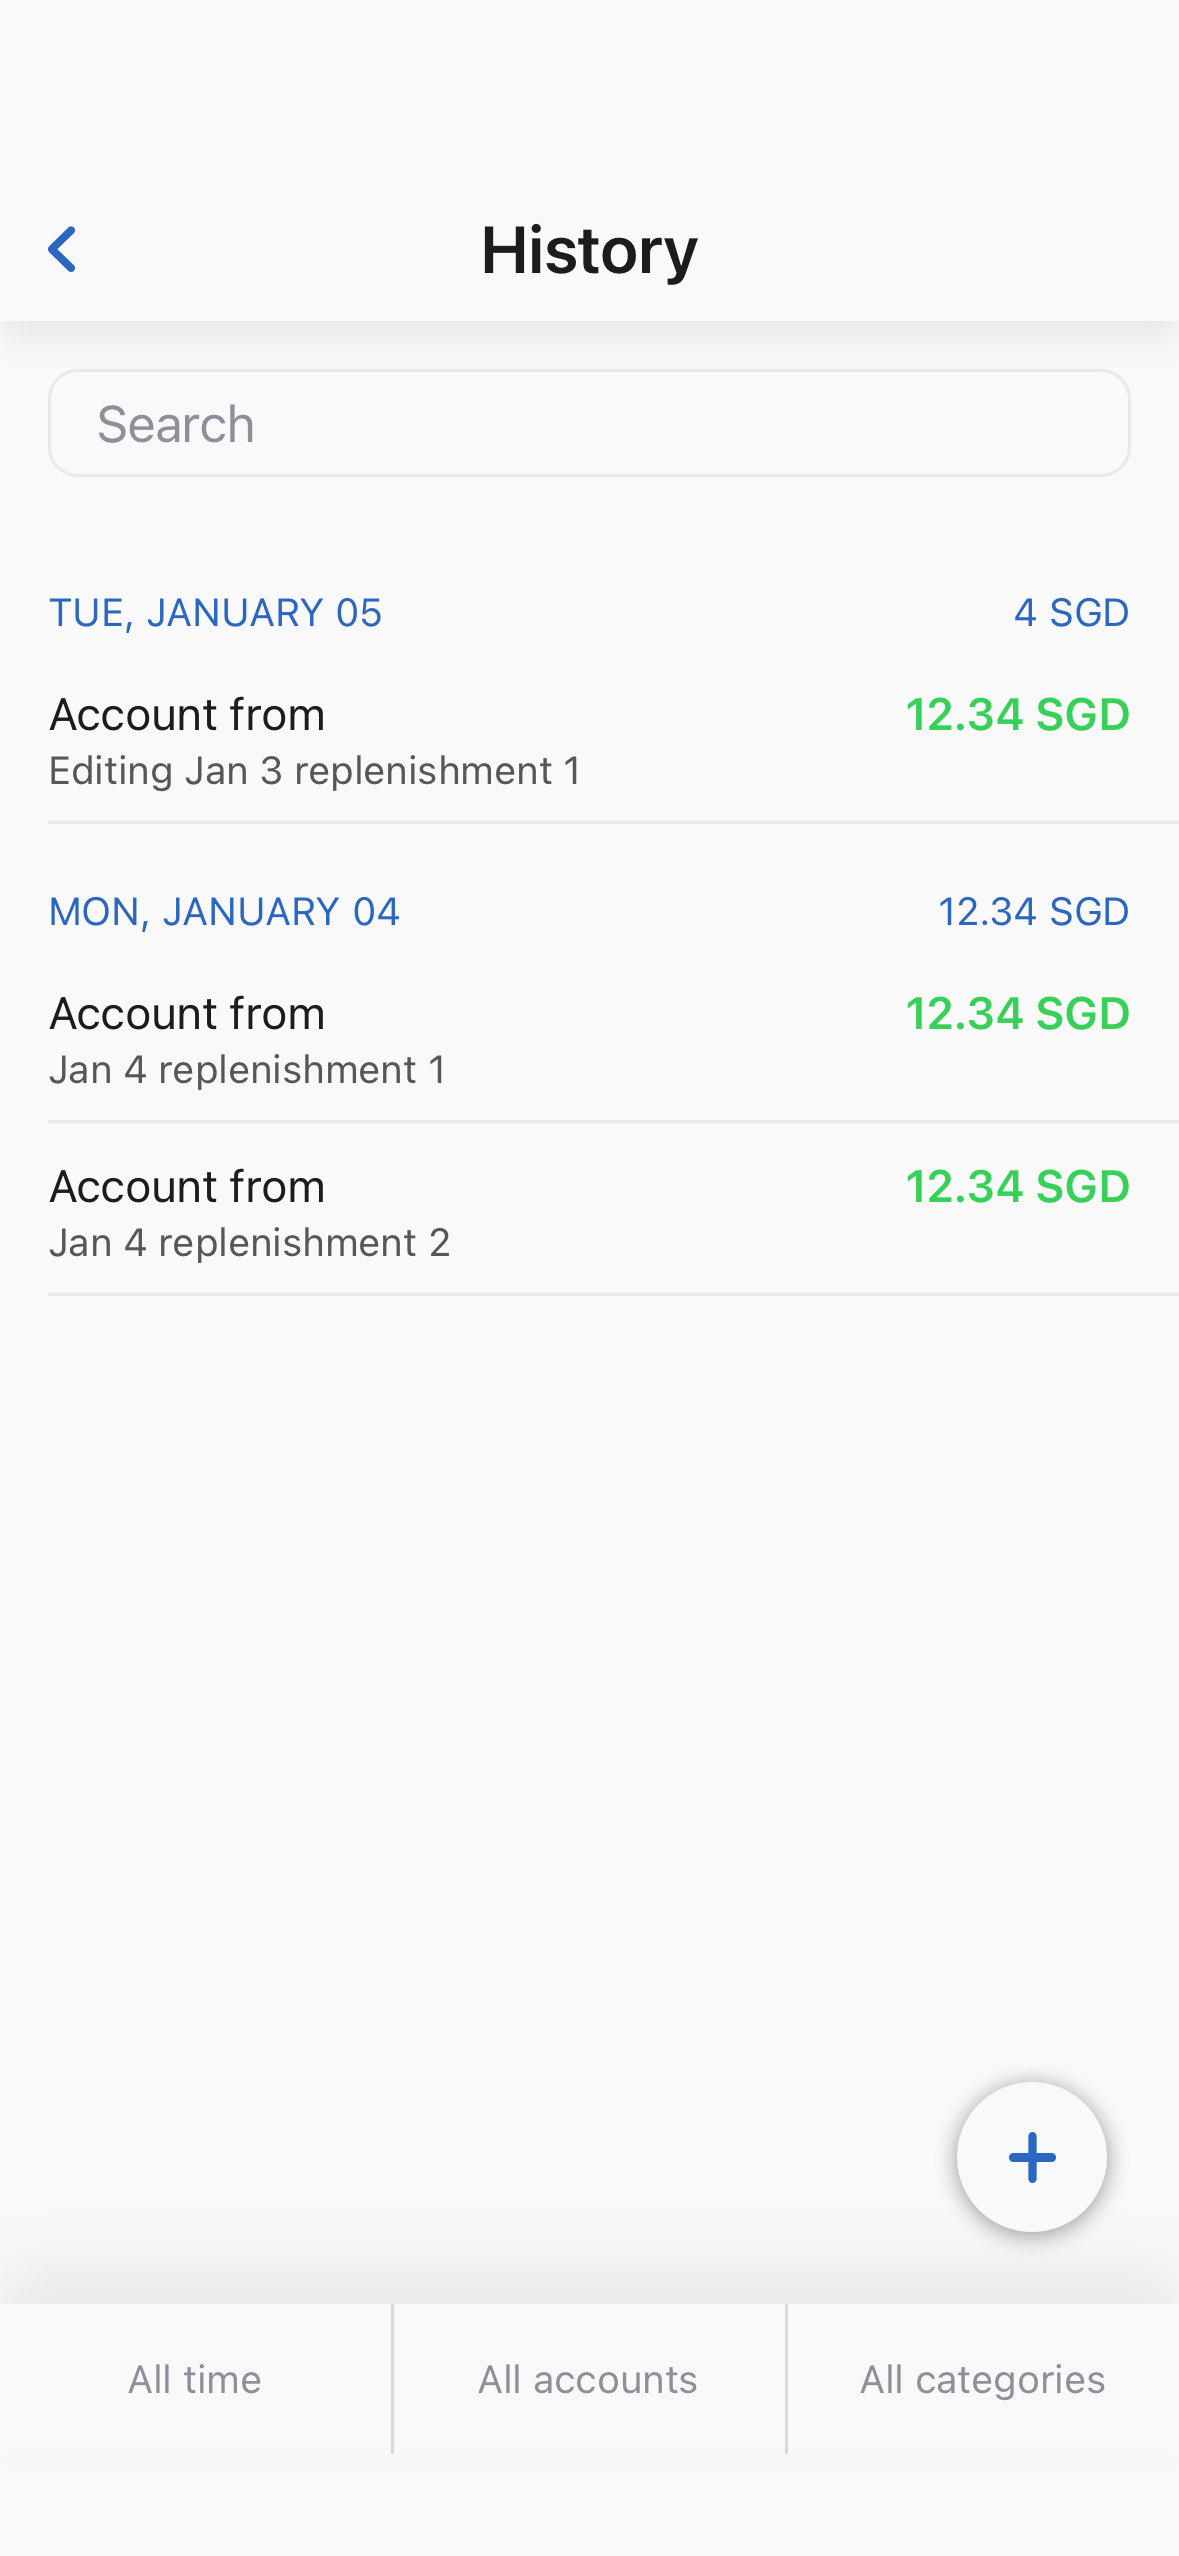 History
Search
TUE, JANUARY 05 4 SGD
Account from 12.34 SGD
Editing Jan 3 replenishment 1
MON, JANUARY 04 12.34 SGD
Account from 12.34 SGD
Jan 4 replenishment 1
Account from 12.34 SGD
Jan 4 replenishment 2
All time All accounts All categories